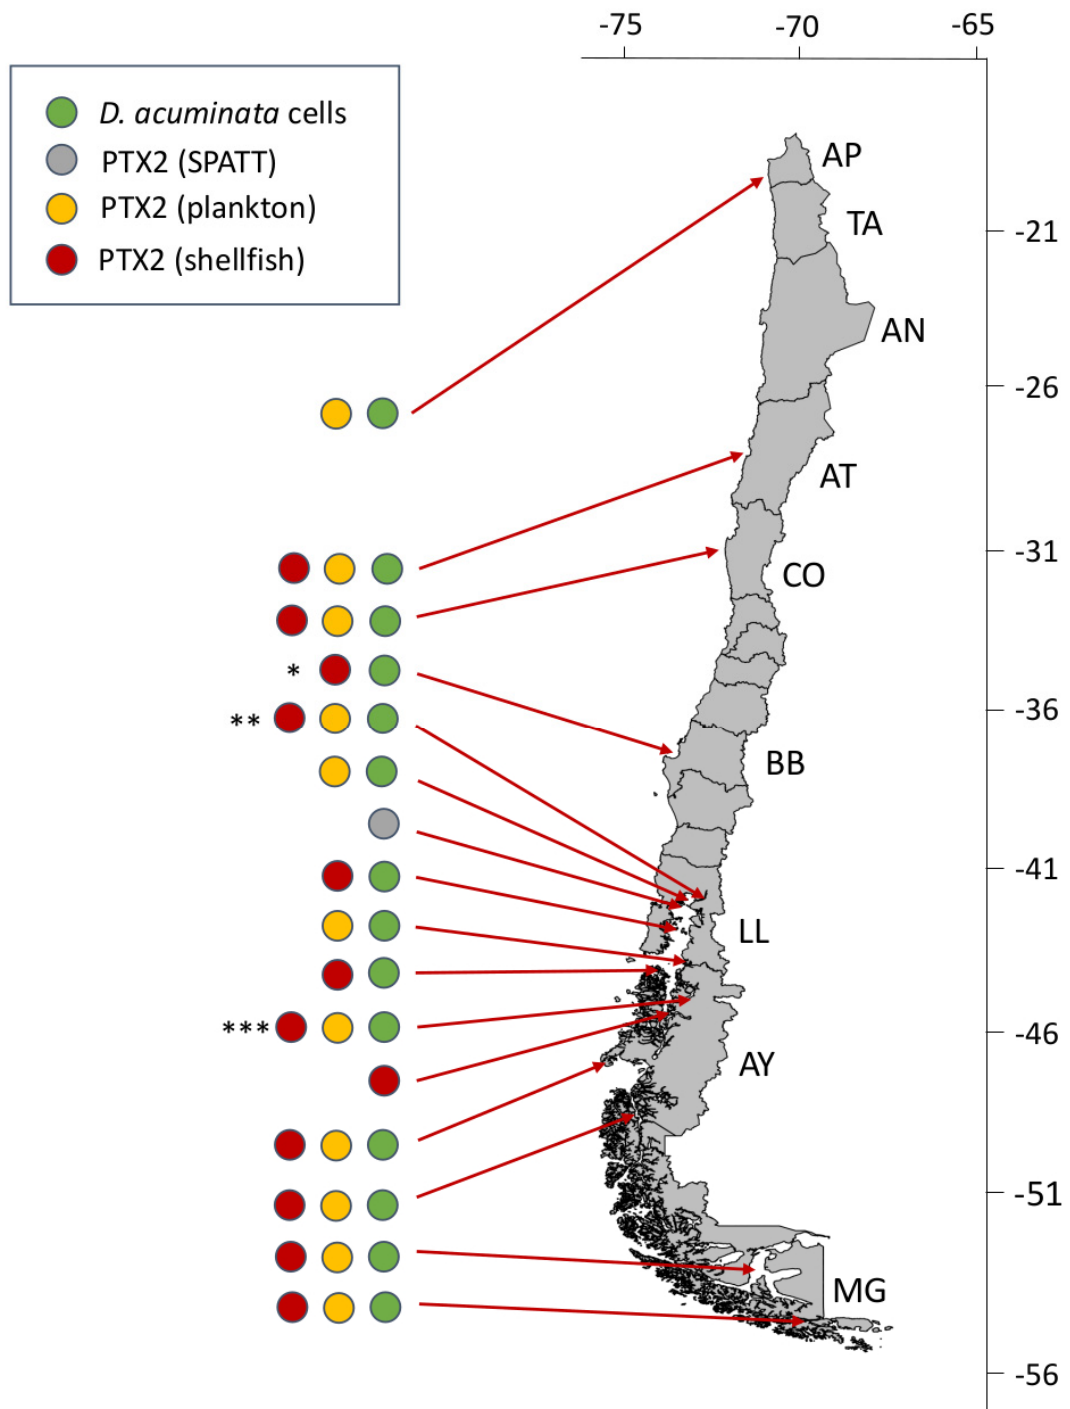 -75 -70 -65
D. acuminata cells
PTX2 (SPATT)
PTX2 (plankton)
PTX2 (shellfish)
AP
TA
-21
AN
-26
AT
-31
CO
*
-36
**
BB
-41
LL
***
-46
AY
-51
MG
-56